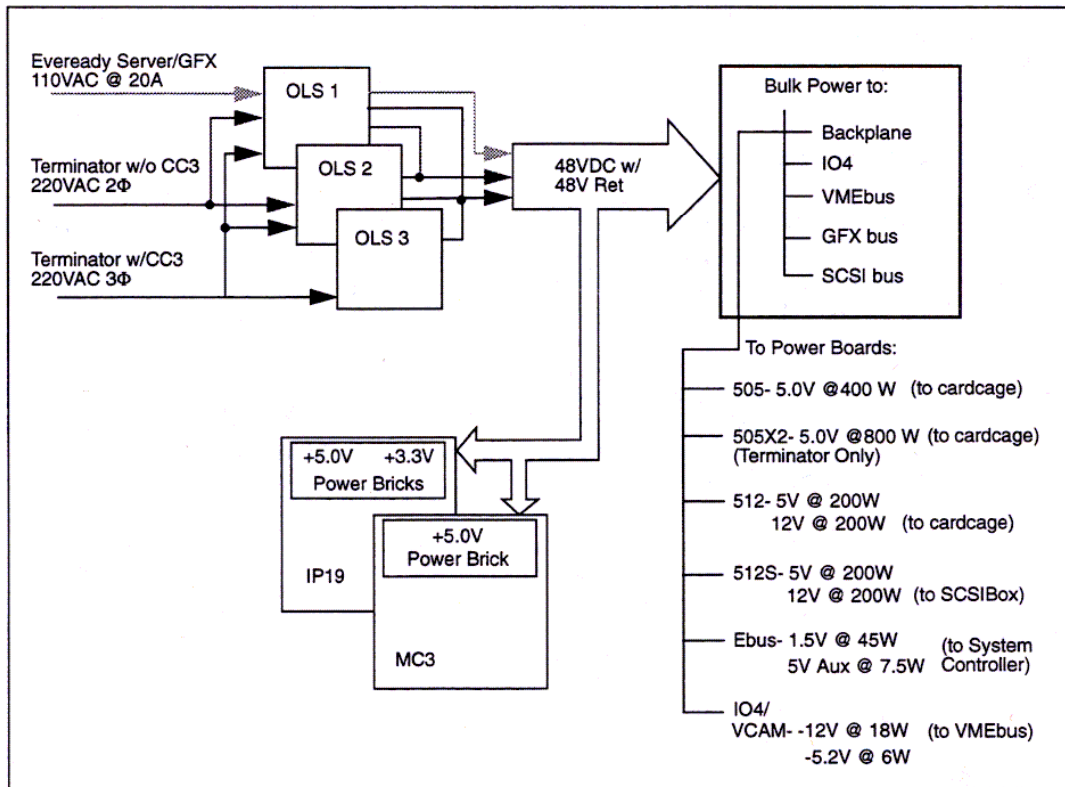 Eveready Server/GFX
110VAC @ 20A
OLS 1
Terminator w/o CC3
220VAC 2Φ
OLS 2
OLS 3
Terminator w/CC3
220VAC 3Φ
48VDC w/
48V Ret
Bulk Power to:
Backplane
IO4
VMEbus
GFX bus
SCSI bus
To Power Boards:
505- 5.0V @400 W (to cardcage)
505X2- 5.0V @800 W (to cardcage)
(Terminator Only)
512- 5V @ 200W
12V @ 200W (to cardcage)
512S- 5V @ 200W
12V @ 200W (to SCSIBox)
Ebus- 1.5V @ 45W (to System
5V Aux @ 7.5W Controller)
IO4/
VCAM- -12V @ 18W (to VMEbus)
-5.2V @ 6W
+5.0V +3.3V
Power Bricks
IP19
+5.0V
Power Brick
MC3